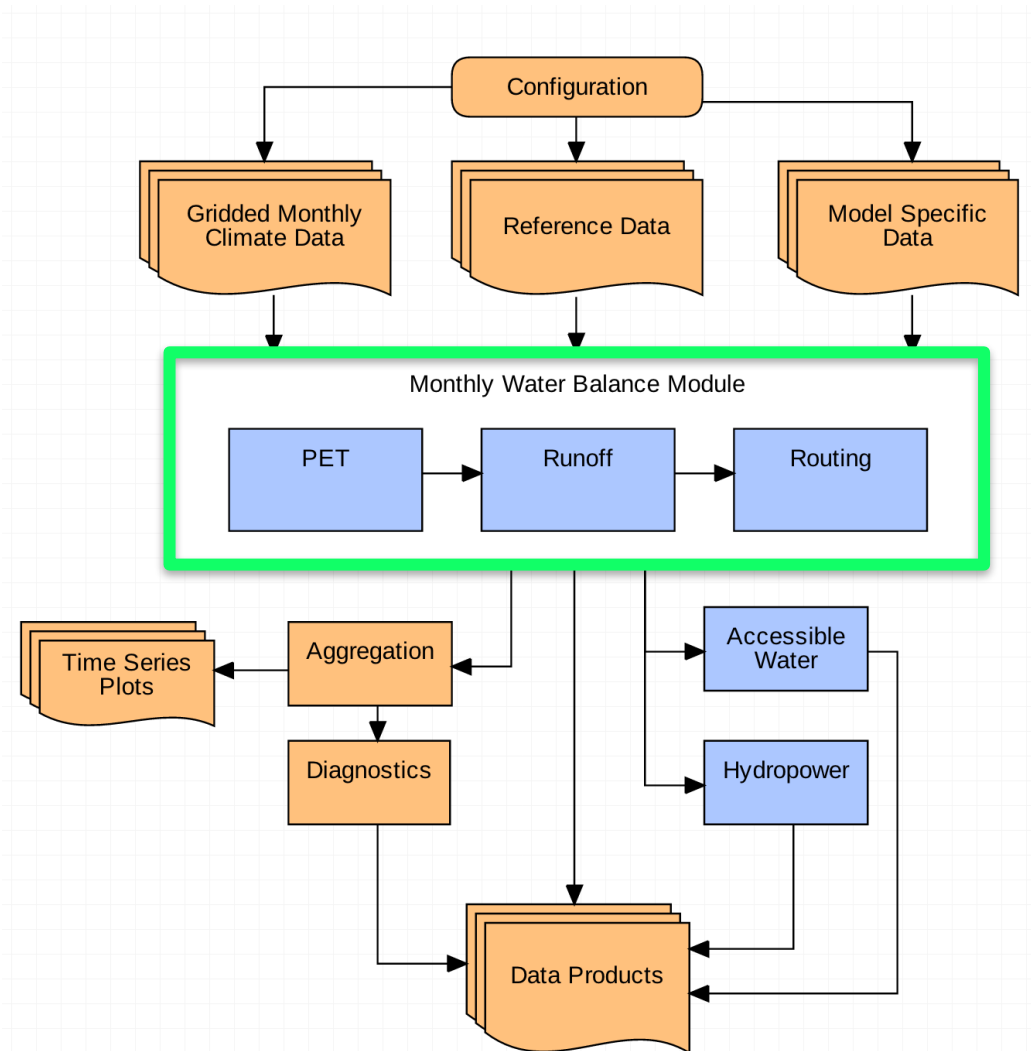 Configuration
Gridded Monthly
Climate Data
Reference Data
Model Specific
Data
Monthly Water Balance Module
PET
Runoff
Routing
Time Series
Plots
Aggregation
Accessible
Water
Diagnostics
Hydropower
Data Products